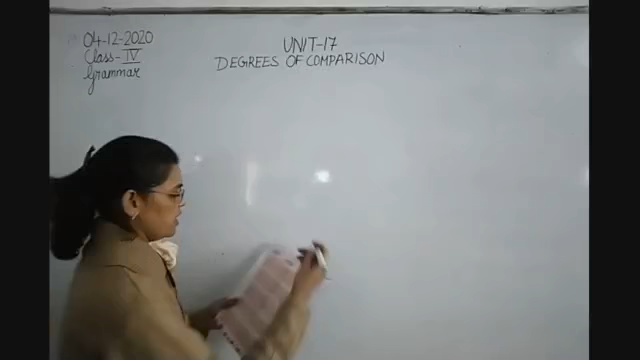 04-12-2020
Class-IV
Grammar
UNIT-17
DEGREES OF COMPARISON